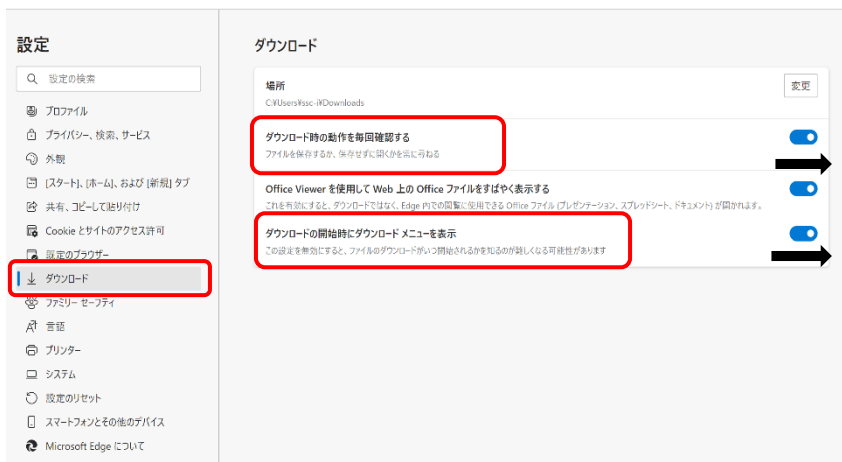 設定
設定の検索
プロファイル
プライバシー、検索、サービス
外観
[スタート]、[ホーム]、および [新規] タブ
共有、コピーして貼り付け
Cookie とサイトのアクセス許可
既定のブラウザー
ダウンロード
ファミリー セーフティ
言語
プリンター
システム
設定のリセット
スマートフォンとその他のデバイス
Microsoft Edge について
ダウンロード
場所
変更
C:¥Users¥ssc-i¥Downloads
ダウンロード時の動作を毎回確認する
ファイルを保存するか、保存せずに開くかを常に尋ねる
Office Viewer を使用して Web 上の Office ファイルをすばやく表示する
これを有効にすると、ダウンロードではなく、Edge 内での閲覧に使用できる Office ファイル (プレゼンテーション、スプレッドシート、ドキュメント) が開かれます。
ダウンロードの開始時にダウンロード メニューを表示
この設定を無効にすると、ファイルのダウンロードがいつ開始されるかを知るのが難しくなる可能性があります